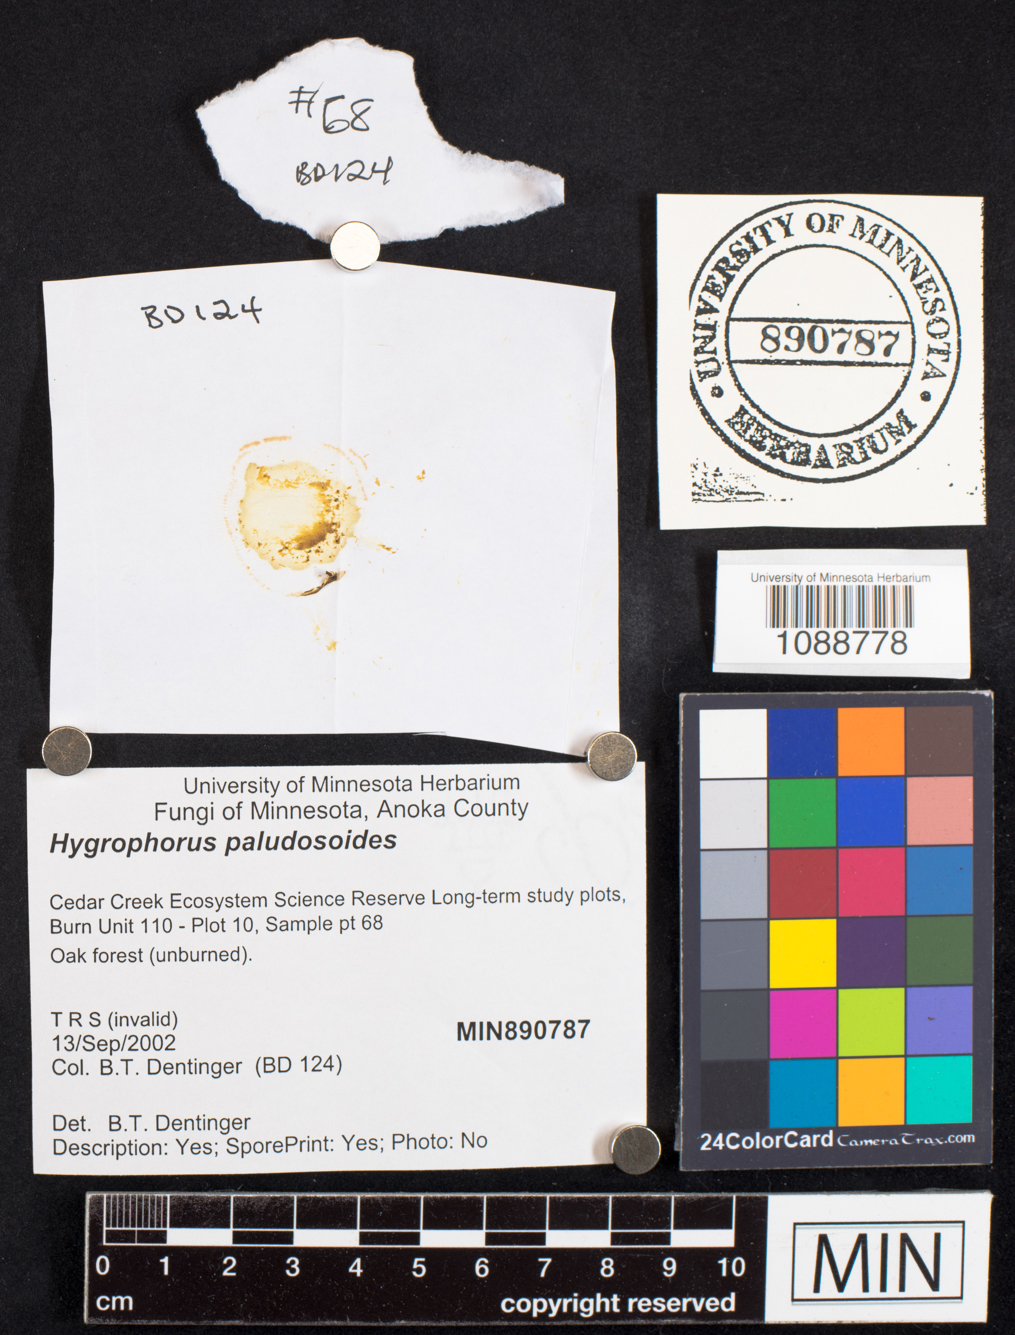 #68
BD124
BD124
UNIVERSITY OF MINNESOTA
890787
HERBARIUM
University of Minnesota Herbarium
1088778
University of Minnesota Herbarium
Fungi of Minnesota, Anoka County
Hygrophorus paludosoides
Cedar Creek Ecosystem Science Reserve Long-term study plots,
Burn Unit 110 - Plot 10, Sample pt 68
Oak forest (unburned).
T R S (invalid)
13/Sep/2002
MIN890787
Col. B.T. Dentinger (BD 124)
Det. B.T. Dentinger
Description: Yes; SporePrint: Yes; Photo: No
24ColorCard CameraTrax.com
0 1 2 3 4 5 6 7 8 9 10
cm
copyright reserved
MIN